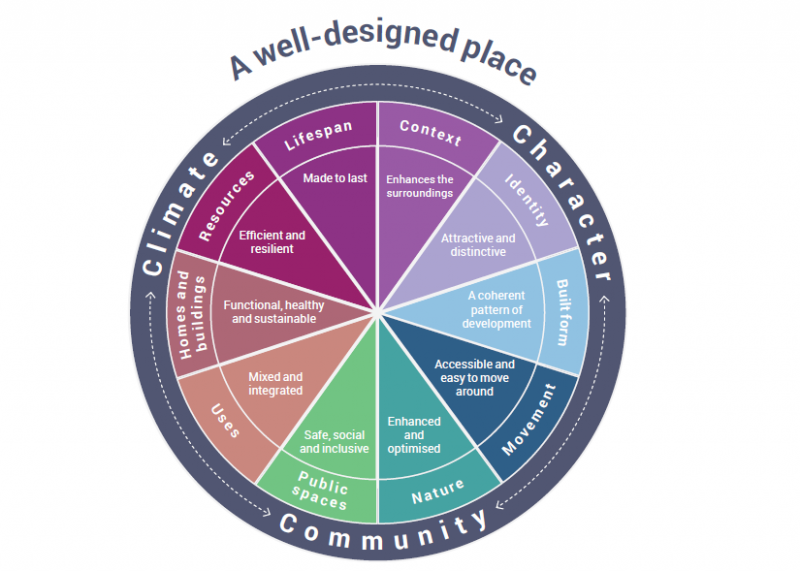 A well-designed place
Climate
Character
Community
Context
Enhances the
surroundings
Identity
Attractive and
distinctive
Built form
A coherent
pattern of
development
Movement
Accessible and
easy to move
around
Nature
Enhanced
and
optimised
Public
spaces
Safe, social
and inclusive
Uses
Mixed and
integrated
Homes and
buildings
Functional, healthy
and sustainable
Resources
Efficient and
resilient
Lifespan
Made to last